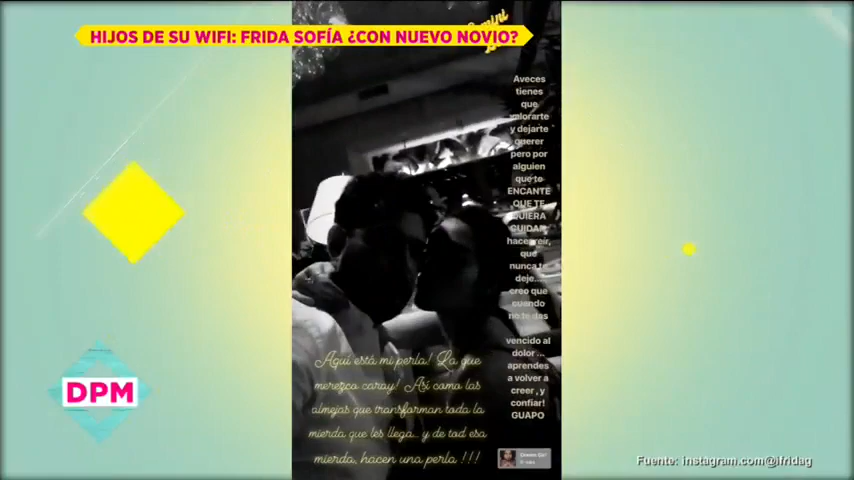 HIJOS DE SU WIFI: FRIDA SOFÍA ¿CON NUEVO NOVIO?
Aveces
tienes
que
valorarte
y dejarte
querer
pero por
alguien
que te
ENCANTE
QUE TE
QUIERA
CUIDAR,
hacer reír,
que
nunca te
deje....
creo que
cuendo
no te das
vencido al
dolor ...
aprendes
a volver a
creer , y
confiar!
GUAPO
Aquí está mi perla! La que
merezco caray! Así como las
almejas que transforman toda la
mierda que les llega... y de tod esa
mierda, hacen una perla !!!
DPM
Fuente: instagram.com@ifridag